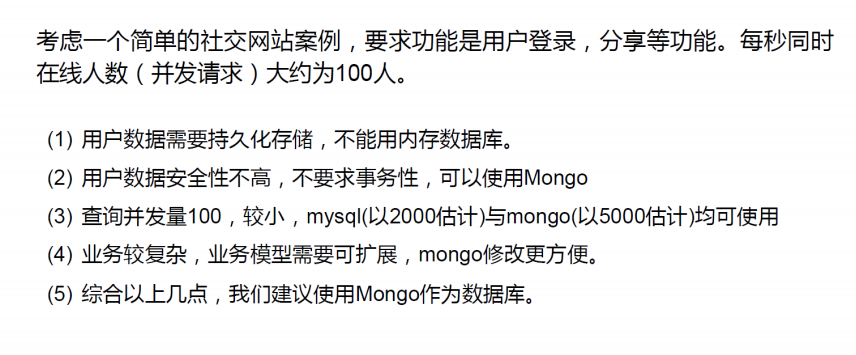 考虑一个简单的社交网站案例，要求功能是用户登录，分享等功能。每秒同时
在线人数（并发请求）大约为100人。
(1) 用户数据需要持久化存储，不能用内存数据库。
(2) 用户数据安全性不高，不要求事务性，可以使用Mongo
(3) 查询并发量100，较小，mysql(以2000估计)与mongo(以5000估计)均可使用
(4) 业务较复杂，业务模型需要可扩展，mongo修改更方便。
(5) 综合以上几点，我们建议使用Mongo作为数据库。